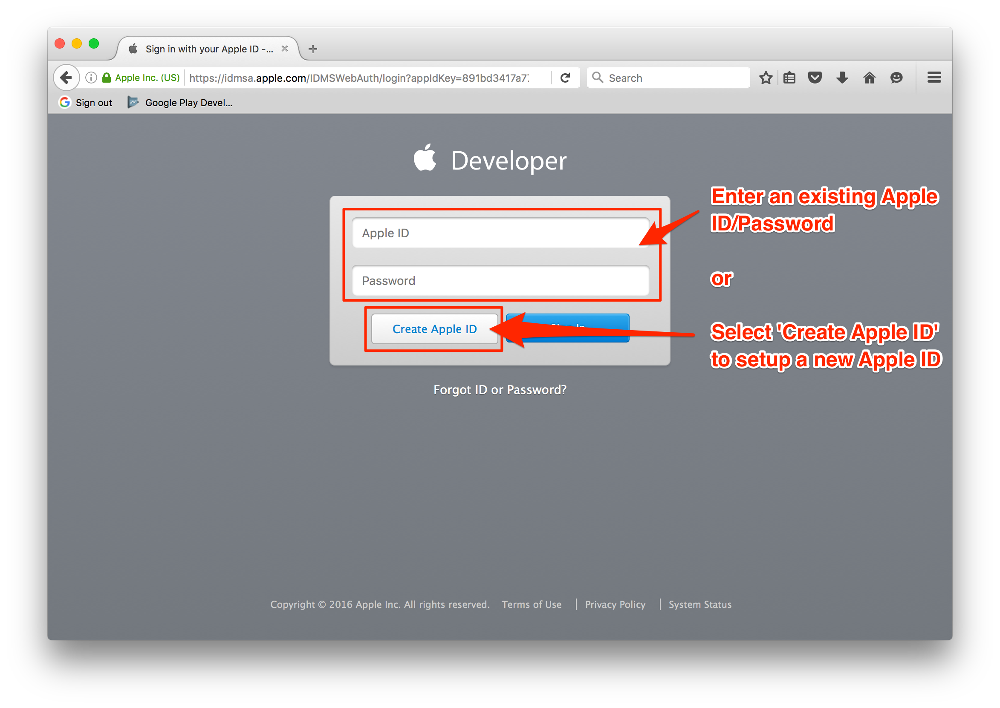 Sign in with your Apple ID -...
Apple Inc. (US)
https://idmsa.apple.com/IDMSWebAuth/login?appIdKey=891bd3417a7
Search
Sign out
Google Play Devel...
Developer
Enter an existing Apple
ID/Password
Apple ID
or
Password
Create Apple ID
Select 'Create Apple ID'
to setup a new Apple ID
Forgot ID or Password?
Copyright © 2016 Apple Inc. All rights reserved. Terms of Use | Privacy Policy | System Status